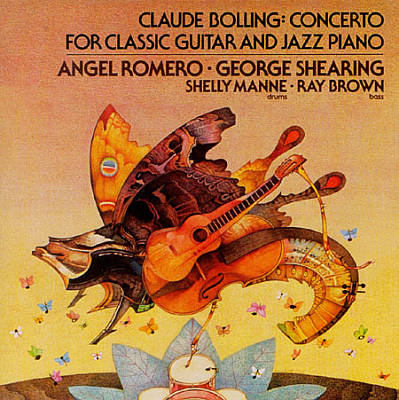 CLAUDE BOLLING: CONCERTO
FOR CLASSIC GUITAR AND JAZZ PIANO
ANGEL ROMERO · GEORGE SHEARING
SHELLY MANNE · RAY BROWN
drums bass